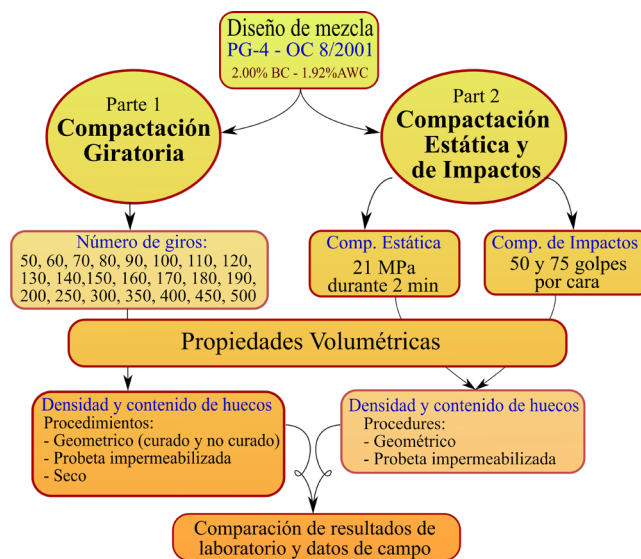 Diseño de mezcla
PG-4 - OC 8/2001
2.00% BC - 1.92%AWC
Parte 1
Compactación
Giratoria
Part 2
Compactación
Estática y
de Impactos
Número de giros:
50, 60, 70, 80, 90, 100, 110, 120,
130, 140,150, 160, 170, 180, 190,
200, 250, 300, 350, 400, 450, 500
Comp. Estática
21 MPa
durante 2 min
Comp. de Impactos
50 y 75 golpes
por cara
Propiedades Volumétricas
Densidad y contenido de huecos
Procedimientos:
- Geometrico (curado y no curado)
- Probeta impermeabilizada
- Seco
Densidad y contenido de huecos
Procedures:
- Geométrico
- Probeta impermeabilizada
Comparación de resultados de
laboratorio y datos de campo